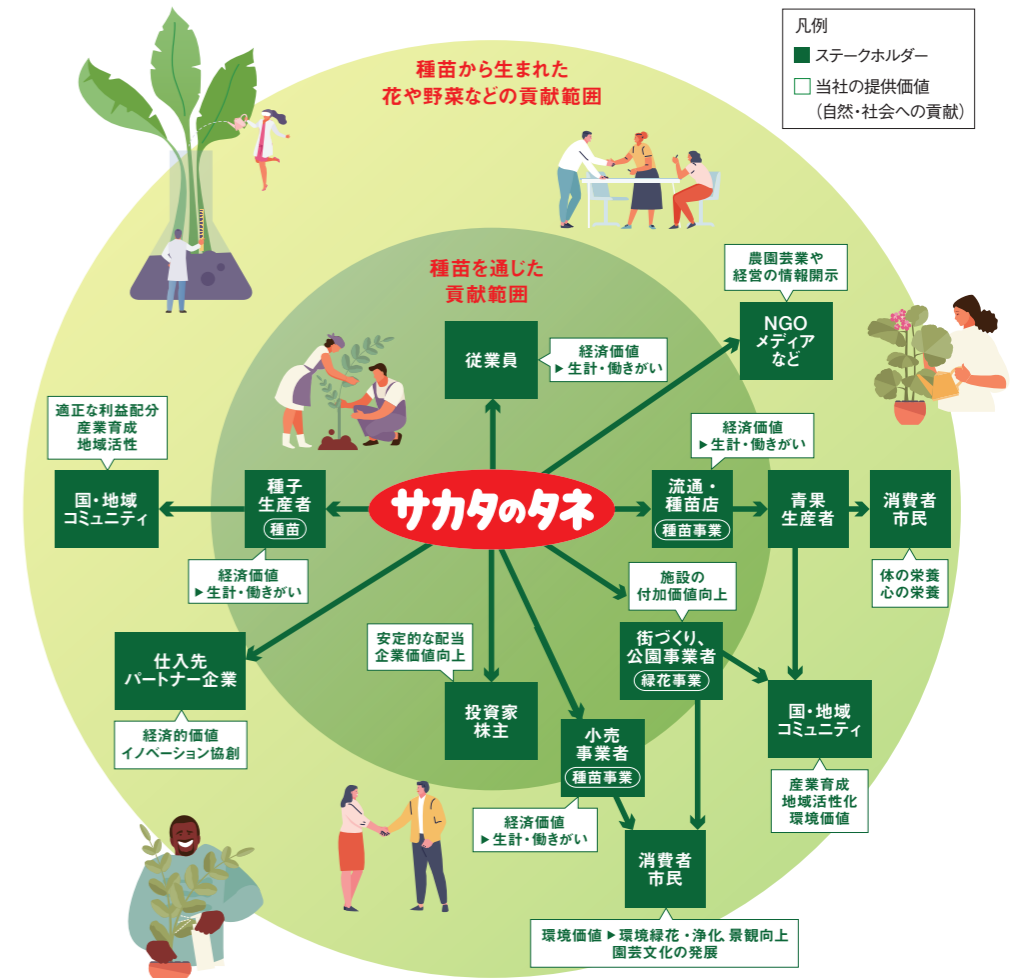 凡例
ステークホルダー
当社の提供価値
(自然・社会への貢献)
種苗から生まれた
花や野菜などの貢献範囲
種苗を通じた
貢献範囲
農園芸業や
経営の情報開示
NGO
メディア
など
従業員
経済価値
▶生計・働きがい
適正な利益配分
産業育成
地域活性
国・地域
コミュニティ
種子
生産者
種苗
経済価値
▶生計・働きがい
サカタのタネ
経済価値
▶生計・働きがい
流通・
種苗店
種苗事業
青果
生産者
消費者
市民
体の栄養
心の栄養
施設の
付加価値向上
街づくり、
公園事業者
緑花事業
仕入先
パートナー企業
経済的価値
イノベーション協創
安定的な配当
企業価値向上
投資家
株主
小売
事業者
種苗事業
経済価値
▶生計・働きがい
国・地域
コミュニティ
産業育成
地域活性化
環境価値
消費者
市民
環境価値▶環境緑花・浄化、景観向上
園芸文化の発展